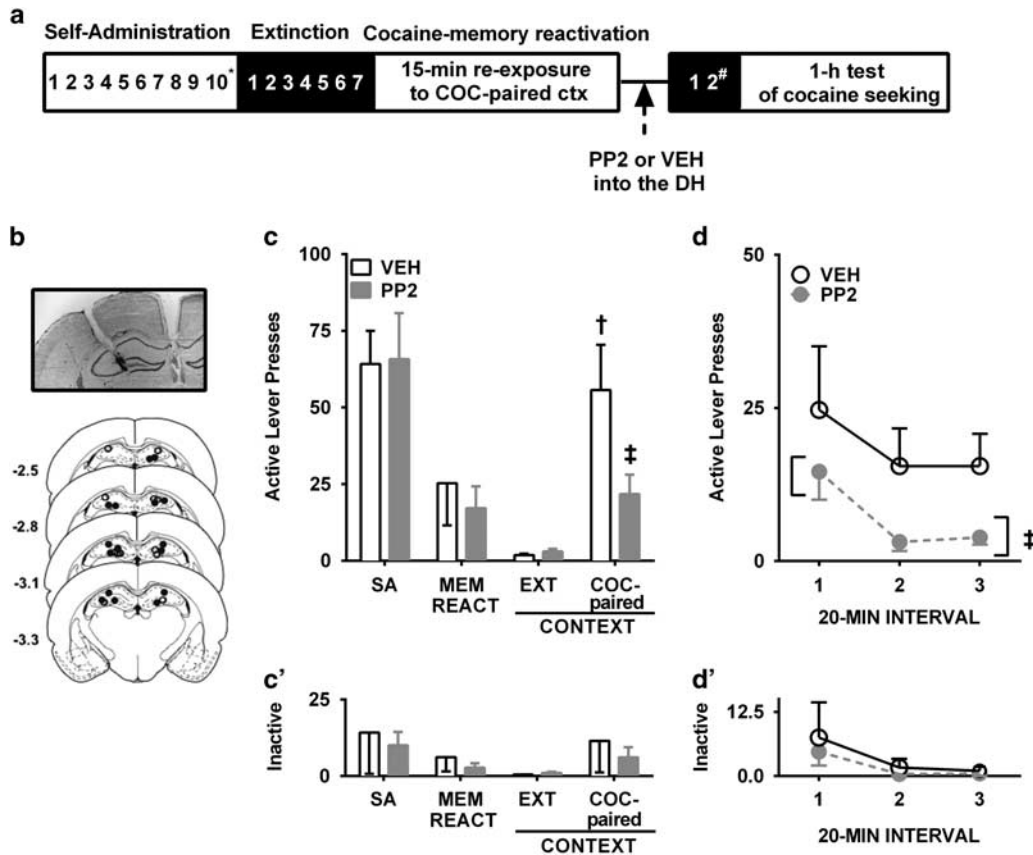 a
Self-Administration Extinction Cocaine-memory reactivation
1 2 3 4 5 6 7 8 9 10* 1 2 3 4 5 6 7 15-min re-exposure to COC-paired ctx 1 2# 1-h test of cocaine seeking
PP2 or VEH
into the DH
b
-2.5
-2.8
-3.1
-3.3
c
Active Lever Presses
100
75
50
25
0
VEH
PP2
†
‡
SA MEM REACT EXT COC-paired
CONTEXT
d
Active Lever Presses
50
25
0
VEH
PP2
‡
1 2 3
20-MIN INTERVAL
c'
Inactive
25
0
SA MEM REACT EXT COC-paired
CONTEXT
d'
Inactive
12.5
0.0
1 2 3
20-MIN INTERVAL